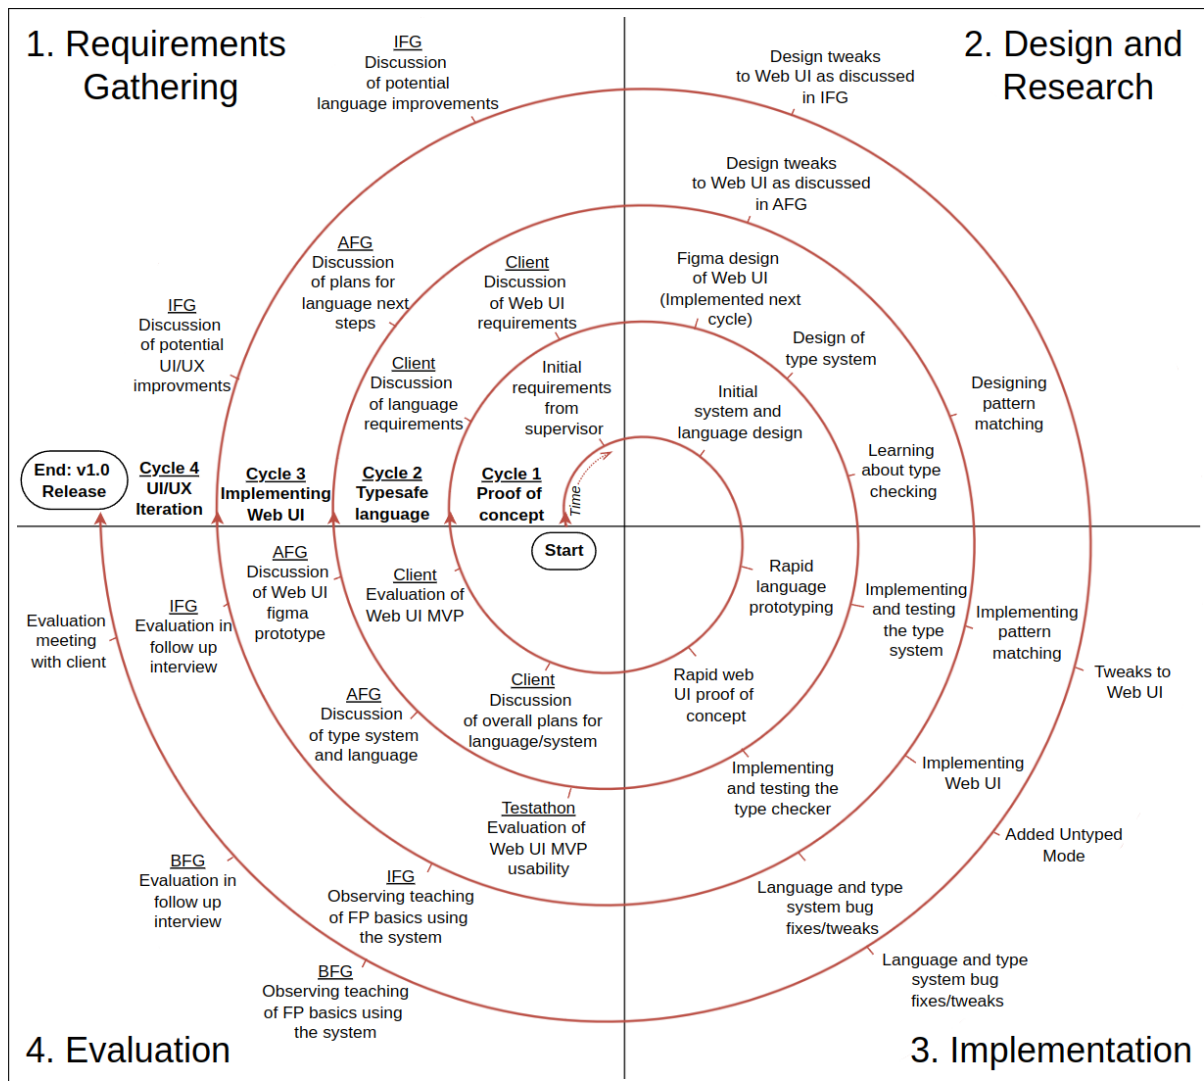 1. Requirements
Gathering
2. Design and
Research
IFG
Discussion
of potential
language improvements
Design tweaks
to Web UI as discussed
in IFG
Design tweaks
to Web UI as discussed
in AFG
AFG
Discussion
of plans for
language next
steps
Client
Discussion
of Web UI
requirements
Figma design
of Web UI
(Implemented next
cycle)
IFG
Discussion
of potential
UI/UX
improvments
Client
Discussion
of language
requirements
Initial
requirements
from
supervisor
Initial
system and
language design
Design of
type system
Designing
pattern
matching
Learning
about type
checking
End: v1.0
Release
Cycle 4
UI/UX
Iteration
Cycle 3
Implementing
Web UI
Cycle 2
Typesafe
language
Cycle 1
Proof of
concept
Time
Start
Evaluation
meeting
with client
IFG
Evaluation in
follow up
interview
AFG
Discussion
of Web UI
figma
prototype
Client
Evaluation of
Web UI MVP
Rapid
language
prototyping
Implementing
and testing
the type
system
Implementing
pattern
matching
Tweaks to
Web UI
AFG
Discussion
of type system
and language
Client
Discussion
of overall plans for
language/system
Rapid web
UI proof of
concept
Implementing
and testing the
type checker
Implementing
Web UI
Testathon
Evaluation of
Web UI MVP
usability
Added Untyped
Mode
BFG
Evaluation in
follow up
interview
IFG
Observing teaching
of FP basics using
the system
Language and type
system bug
fixes/tweaks
BFG
Observing teaching
of FP basics using
the system
Language and type
system bug
fixes/tweaks
4. Evaluation
3. Implementation